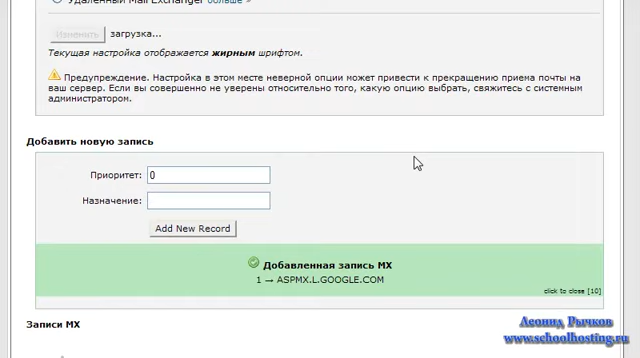 Удаленный Mail Exchanger больше »
Изменить загрузка...
Текущая настройка отображается жирным шрифтом.
Предупреждение. Настройка в этом месте неверной опции может привести к прекращению приема почты на
ваш сервер. Если вы совершенно не уверены относительно того, какую опцию выбрать, свяжитесь с системным
администратором.
Добавить новую запись
Приоритет: 0
Назначение:
Add New Record
Добавленная запись MX
1 → ASPMX.L.GOOGLE.COM
click to close [10]
Записи MX
Леонид Рычков
www.schoolhosting.ru